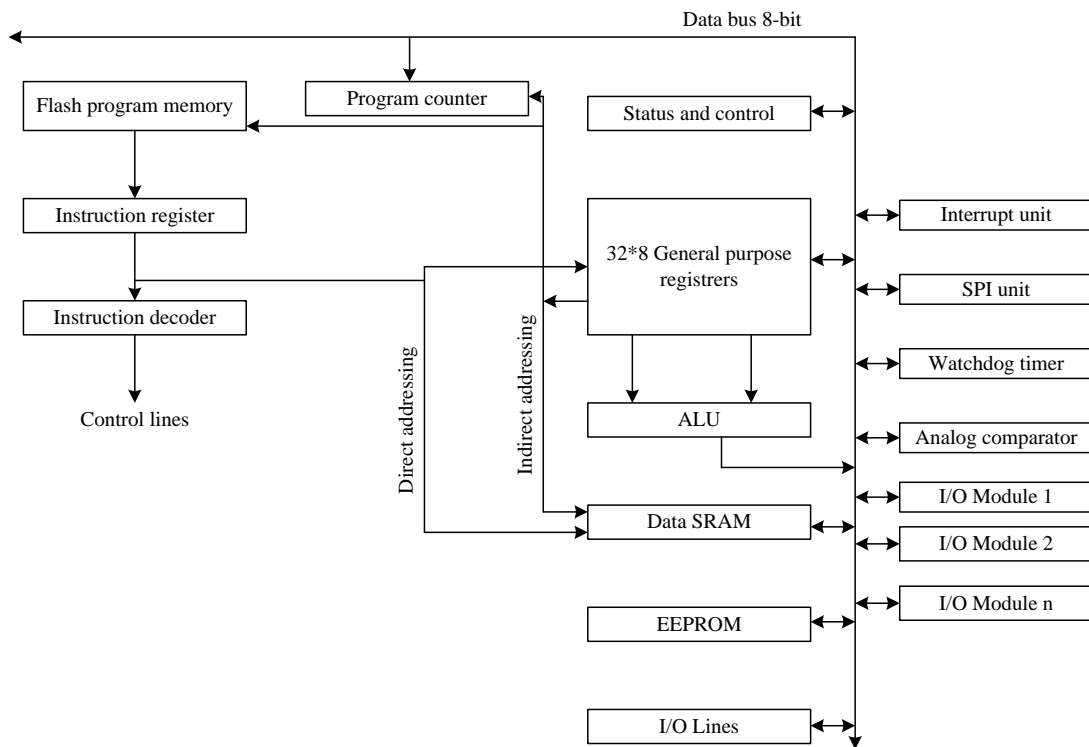 Data bus 8-bit
Flash program memory
Program counter
Status and control
Instruction register
32*8 General purpose
registrers
Interrupt unit
SPI unit
Instruction decoder
Watchdog timer
Control lines
Direct addressing
Indirect addressing
ALU
Analog comparator
I/O Module 1
Data SRAM
I/O Module 2
I/O Module n
EEPROM
I/O Lines